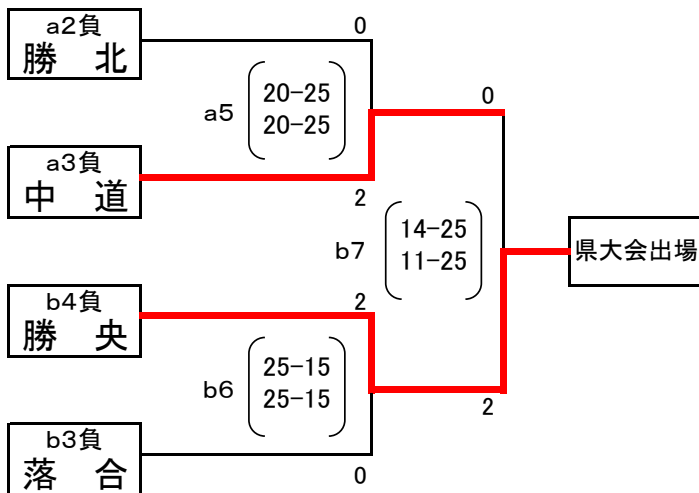 a2負
勝　北
0
a5
20-25
20-25
0
a3負
中　道
2
b7
14-25
11-25
県大会出場
b4負
勝　央
2
b6
25-15
25-15
2
b3負
落　合
0